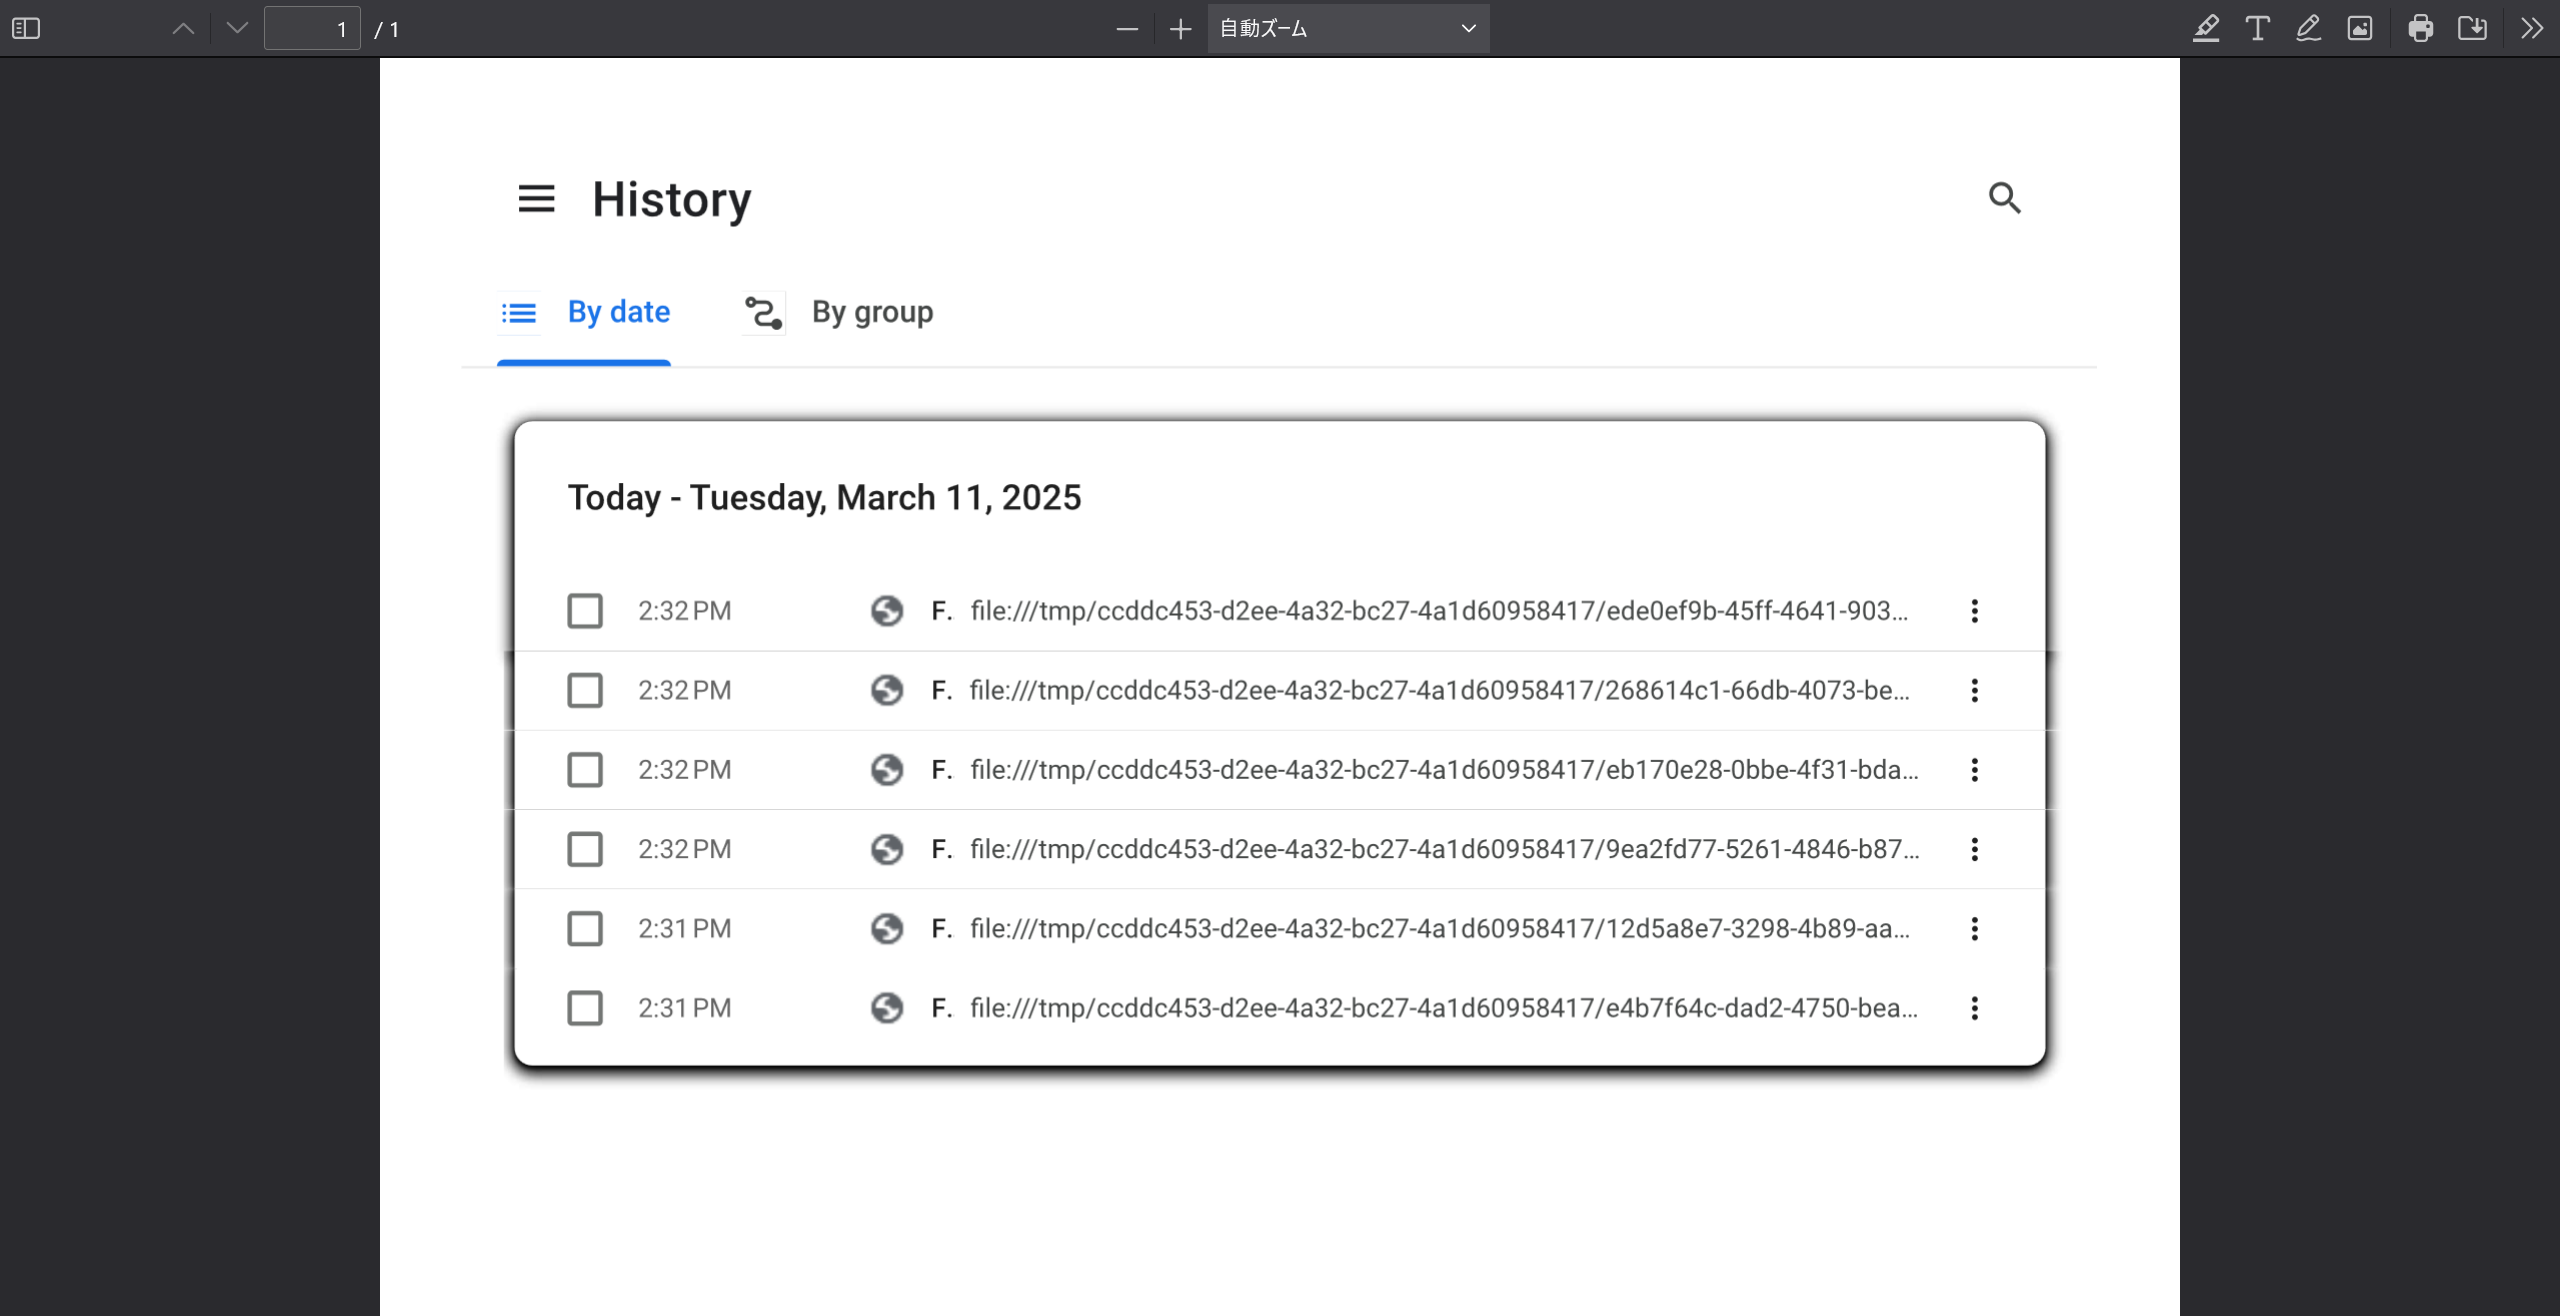 1 / 1 自動ズーム
History
By date By group
Today - Tuesday, March 11, 2025
2:32 PM F. file:///tmp/ccddc453-d2ee-4a32-bc27-4a1d60958417/ede0ef9b-45ff-4641-903...
2:32 PM F. file:///tmp/ccddc453-d2ee-4a32-bc27-4a1d60958417/268614c1-66db-4073-be...
2:32 PM F. file:///tmp/ccddc453-d2ee-4a32-bc27-4a1d60958417/eb170e28-0bbe-4f31-bda...
2:32 PM F. file:///tmp/ccddc453-d2ee-4a32-bc27-4a1d60958417/9ea2fd77-5261-4846-b87...
2:31 PM F. file:///tmp/ccddc453-d2ee-4a32-bc27-4a1d60958417/12d5a8e7-3298-4b89-aa...
2:31 PM F. file:///tmp/ccddc453-d2ee-4a32-bc27-4a1d60958417/e4b7f64c-dad2-4750-bea...